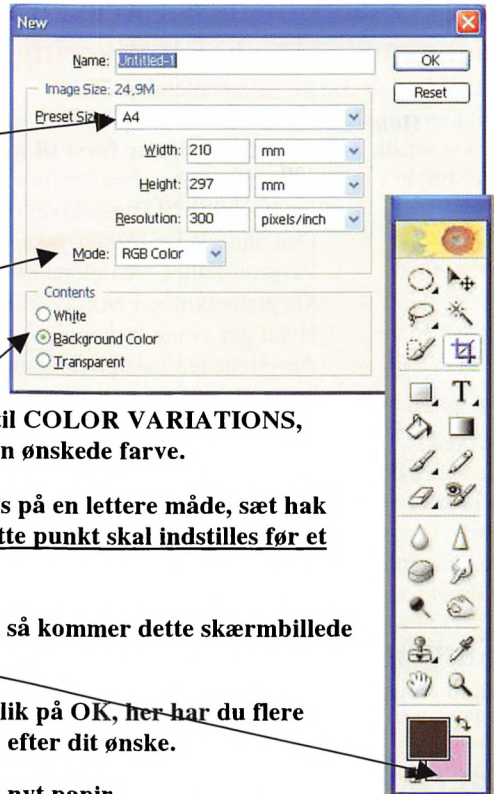 New
Name: Untitled-1
OK
Image Size: 24,9M
Reset
Preset Sizes: A4
Width: 210 mm
Height: 297 mm
Resolution: 300 pixels/inch
Mode: RGB Color
Contents
White
Background Color
Transparent
T
til COLOR VARIATIONS,
n ønskede farve.
s på en lettere måde, sæt hak
tte punkt skal indstilles før et
så kommer dette skærmbillede
lik på OK, her har du flere
efter dit ønske.
nyt papir